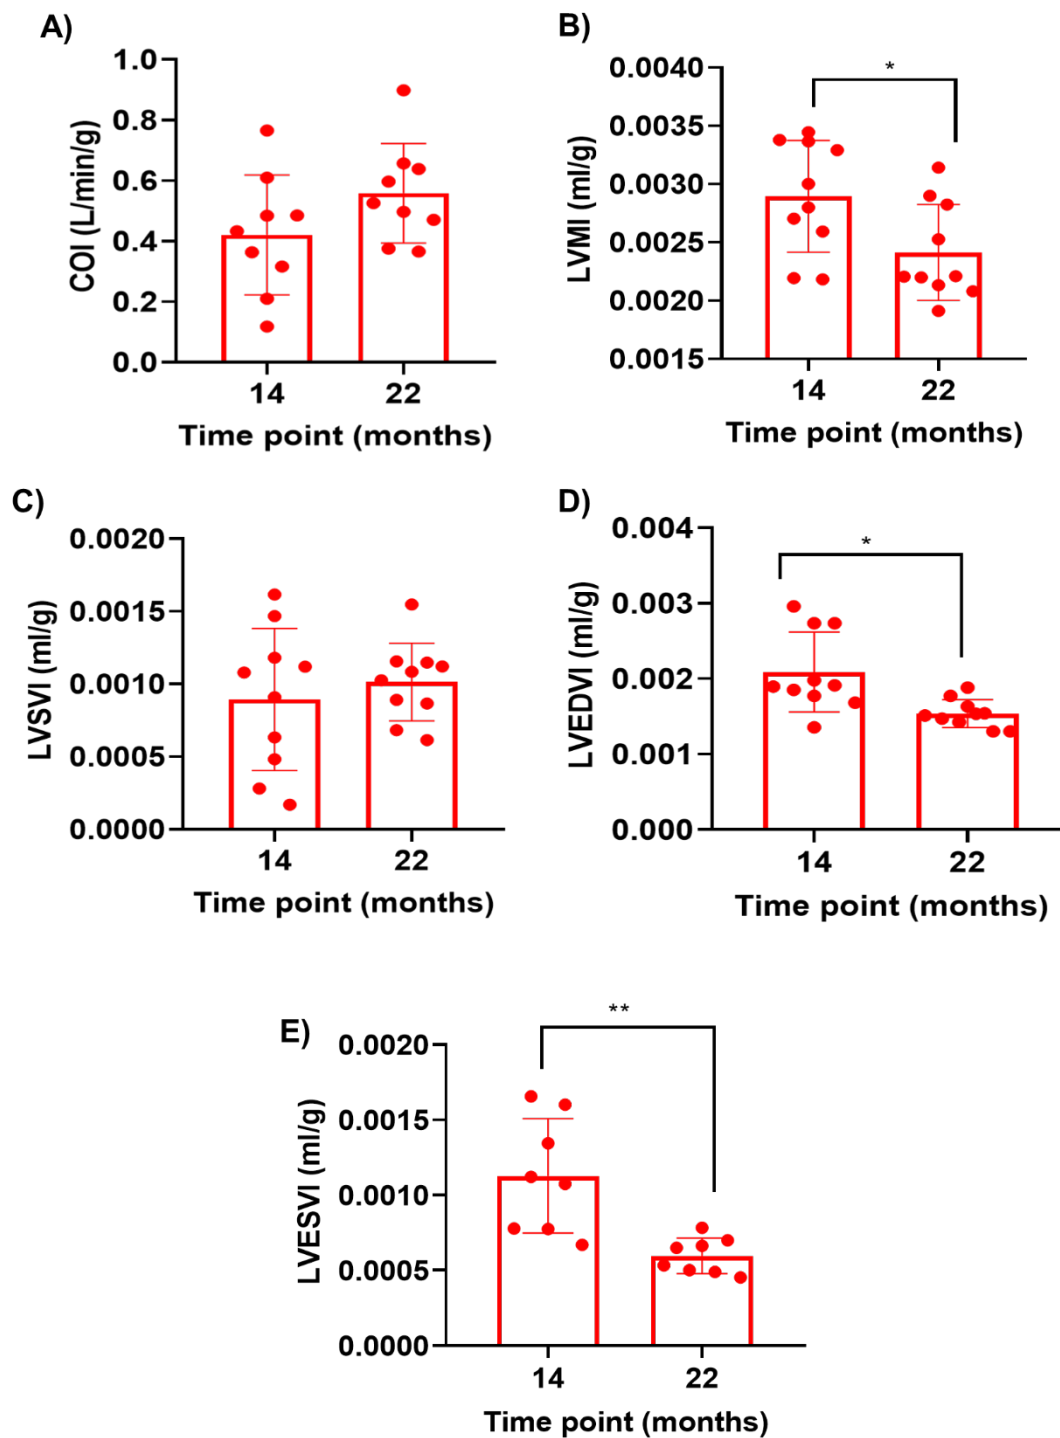 A)
COI (L/min/g)
1.0
0.8
0.6
0.4
0.2
0.0
14 22
Time point (months)
B)
LVMI (ml/g)
0.0040
0.0035
0.0030
0.0025
0.0020
0.0015
*
14 22
Time point (months)
C)
LVSVI (ml/g)
0.0020
0.0015
0.0010
0.0005
0.0000
14 22
Time point (months)
D)
LVEDVI (ml/g)
0.004
0.003
0.002
0.001
0.000
*
14 22
Time point (months)
E)
LVESVI (ml/g)
0.0020
0.0015
0.0010
0.0005
0.0000
**
14 22
Time point (months)